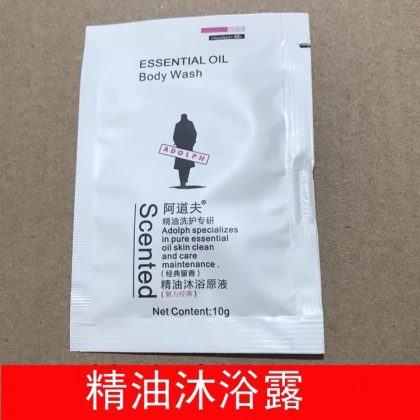 ESSENTIAL OIL
Body Wash
ADOLPH
Scented
阿道夫®
精油洗护专研
Adolph specializes
in pure essential
oil skin clean
and care
maintenance.
(经典留香)
精油沐浴原液
(魅力经典)
Net Content:10g
精油沐浴露